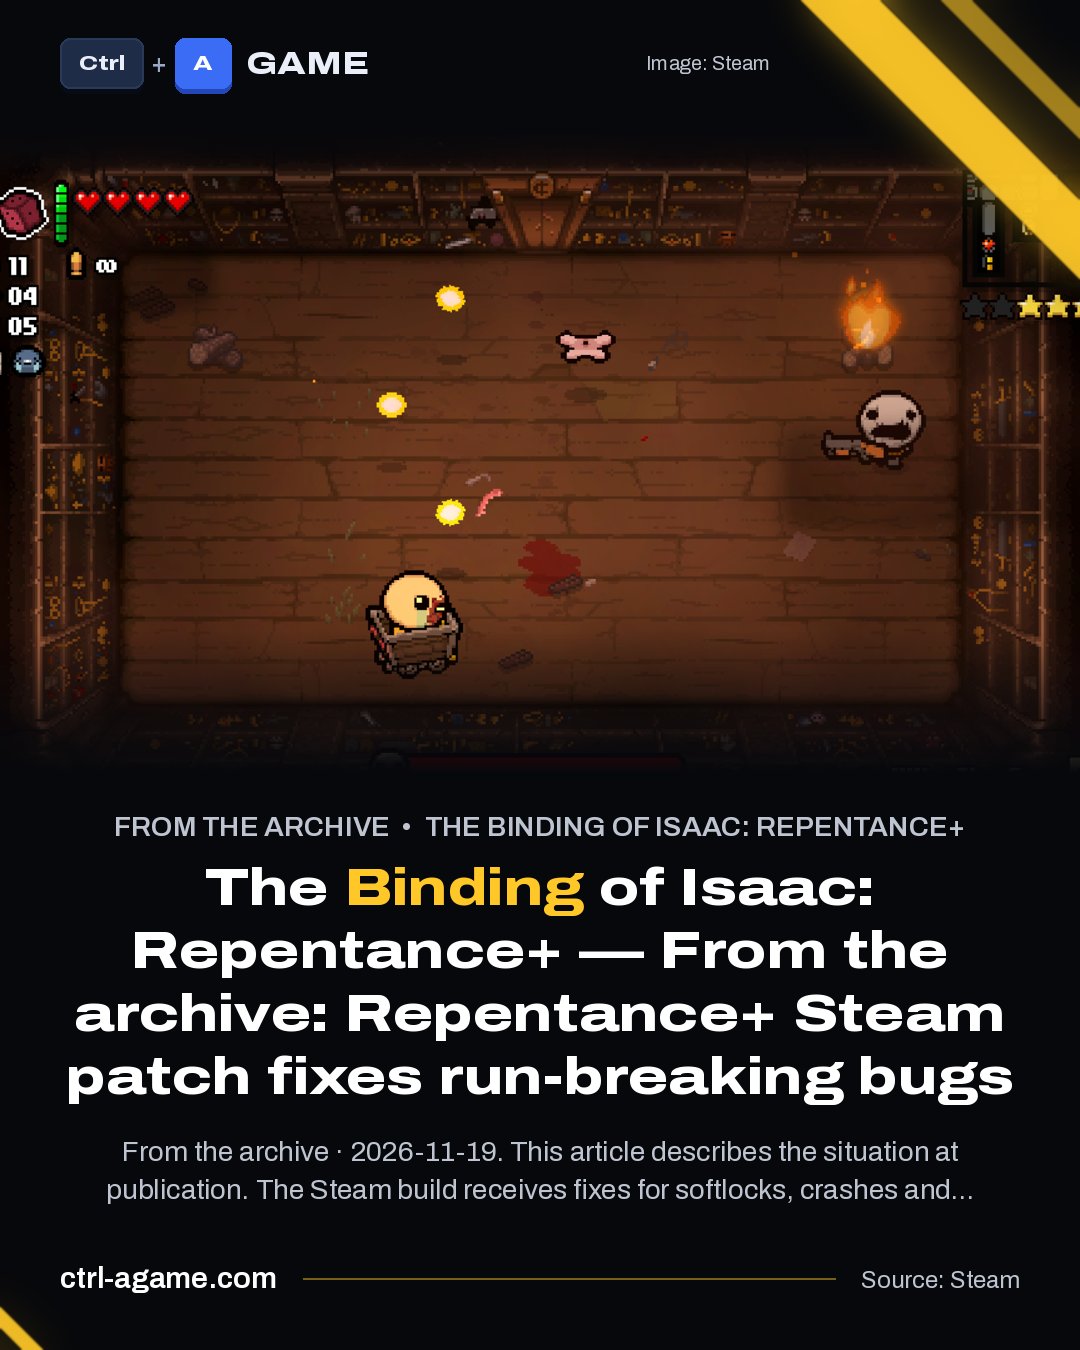 Ctrl + A GAME
Image: Steam
11
∞
04
05
FROM THE ARCHIVE • THE BINDING OF ISAAC: REPENTANCE+
The Binding of Isaac:
Repentance+ — From the
archive: Repentance+ Steam
patch fixes run-breaking bugs
From the archive · 2026-11-19. This article describes the situation at
publication. The Steam build receives fixes for softlocks, crashes and...
ctrl-agame.com
Source: Steam